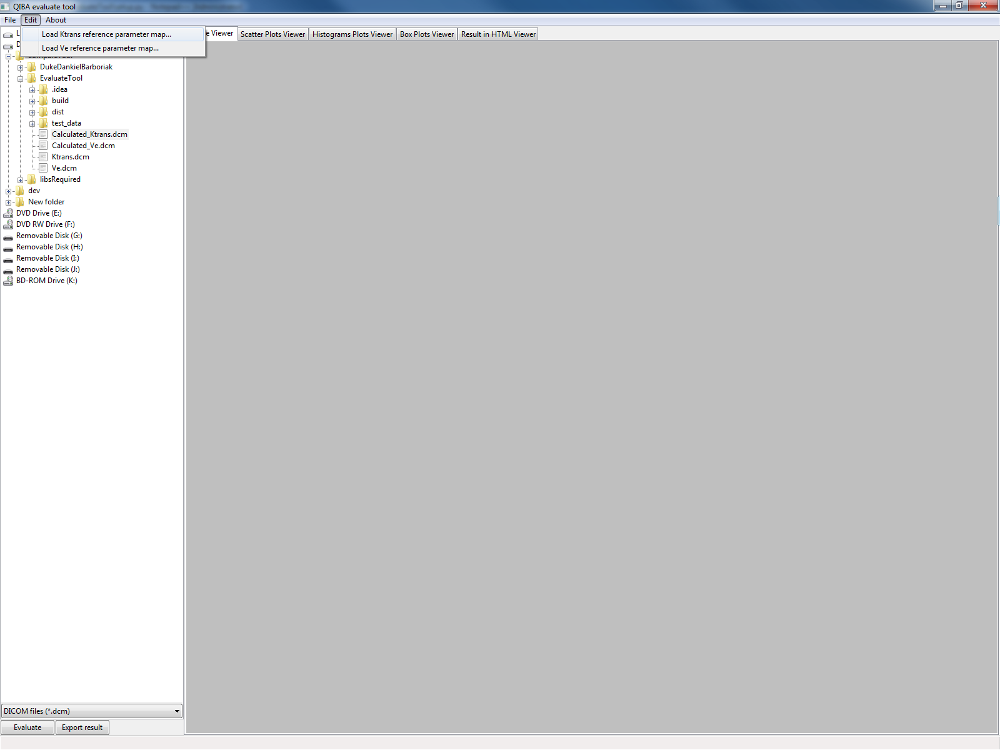 QIBA evaluate tool
File Edit About
Load Ktrans reference parameter map...
Load Ve reference parameter map...
e Viewer Scatter Plots Viewer Histograms Plots Viewer Box Plots Viewer Result in HTML Viewer
DukeDankielBarboriak
EvaluateTool
.idea
build
dist
test_data
Calculated_Ktrans.dcm
Calculated_Ve.dcm
Ktrans.dcm
Ve.dcm
libsRequired
dev
New folder
DVD Drive (E:)
DVD RW Drive (F:)
Removable Disk (G:)
Removable Disk (H:)
Removable Disk (I:)
Removable Disk (J:)
BD-ROM Drive (K:)
DICOM files (*.dcm)
Evaluate Export result